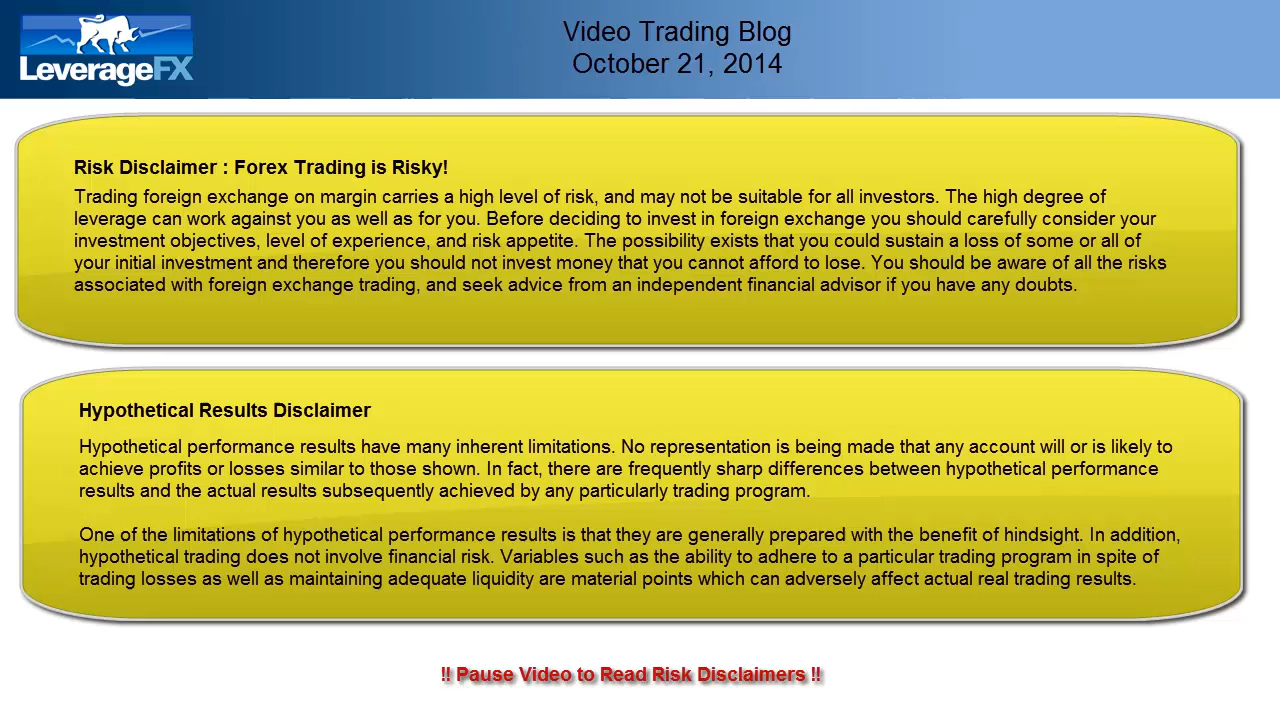 LeverageFX
Video Trading Blog
October 21, 2014
Risk Disclaimer : Forex Trading is Risky!
Trading foreign exchange on margin carries a high level of risk, and may not be suitable for all investors. The high degree of
leverage can work against you as well as for you. Before deciding to invest in foreign exchange you should carefully consider your
investment objectives, level of experience, and risk appetite. The possibility exists that you could sustain a loss of some or all of
your initial investment and therefore you should not invest money that you cannot afford to lose. You should be aware of all the risks
associated with foreign exchange trading, and seek advice from an independent financial advisor if you have any doubts.
Hypothetical Results Disclaimer
Hypothetical performance results have many inherent limitations. No representation is being made that any account will or is likely to
achieve profits or losses similar to those shown. In fact, there are frequently sharp differences between hypothetical performance
results and the actual results subsequently achieved by any particularly trading program.
One of the limitations of hypothetical performance results is that they are generally prepared with the benefit of hindsight. In addition,
hypothetical trading does not involve financial risk. Variables such as the ability to adhere to a particular trading program in spite of
trading losses as well as maintaining adequate liquidity are material points which can adversely affect actual real trading results.
!! Pause Video to Read Risk Disclaimers !!